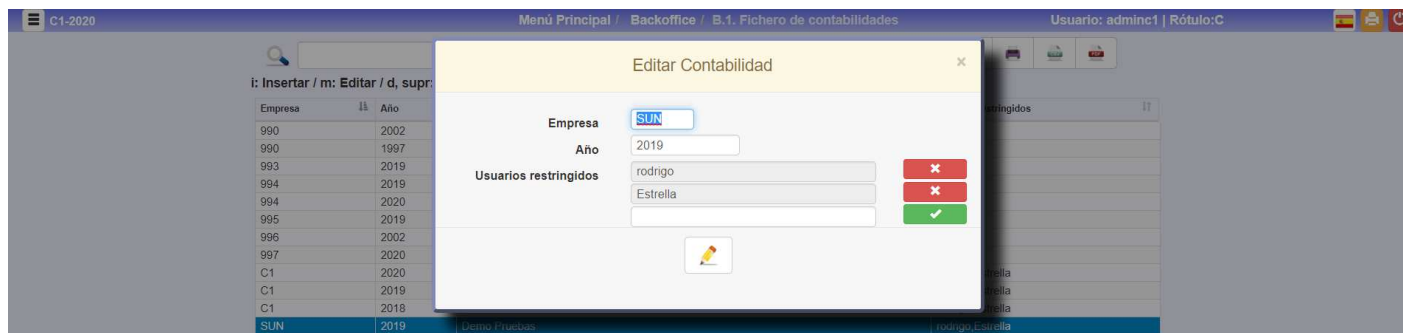 C1-2020 Menú Principal / Backoffice / B.1. Fichero de contabilidades Usuario: adminc1 | Rótulo:C
Editar Contabilidad ×
i: Insertar / m: Editar / d, supr:
Empresa Año
990 2002
990 1997
993 2019
994 2019
994 2020
995 2019
996 2002
997 2020
C1 2020
C1 2019
C1 2018
SUN 2019 Demo Pruebas rodrigo,Estrella
Empresa SUN
Año 2019
Usuarios restringidos rodrigo
Estrella